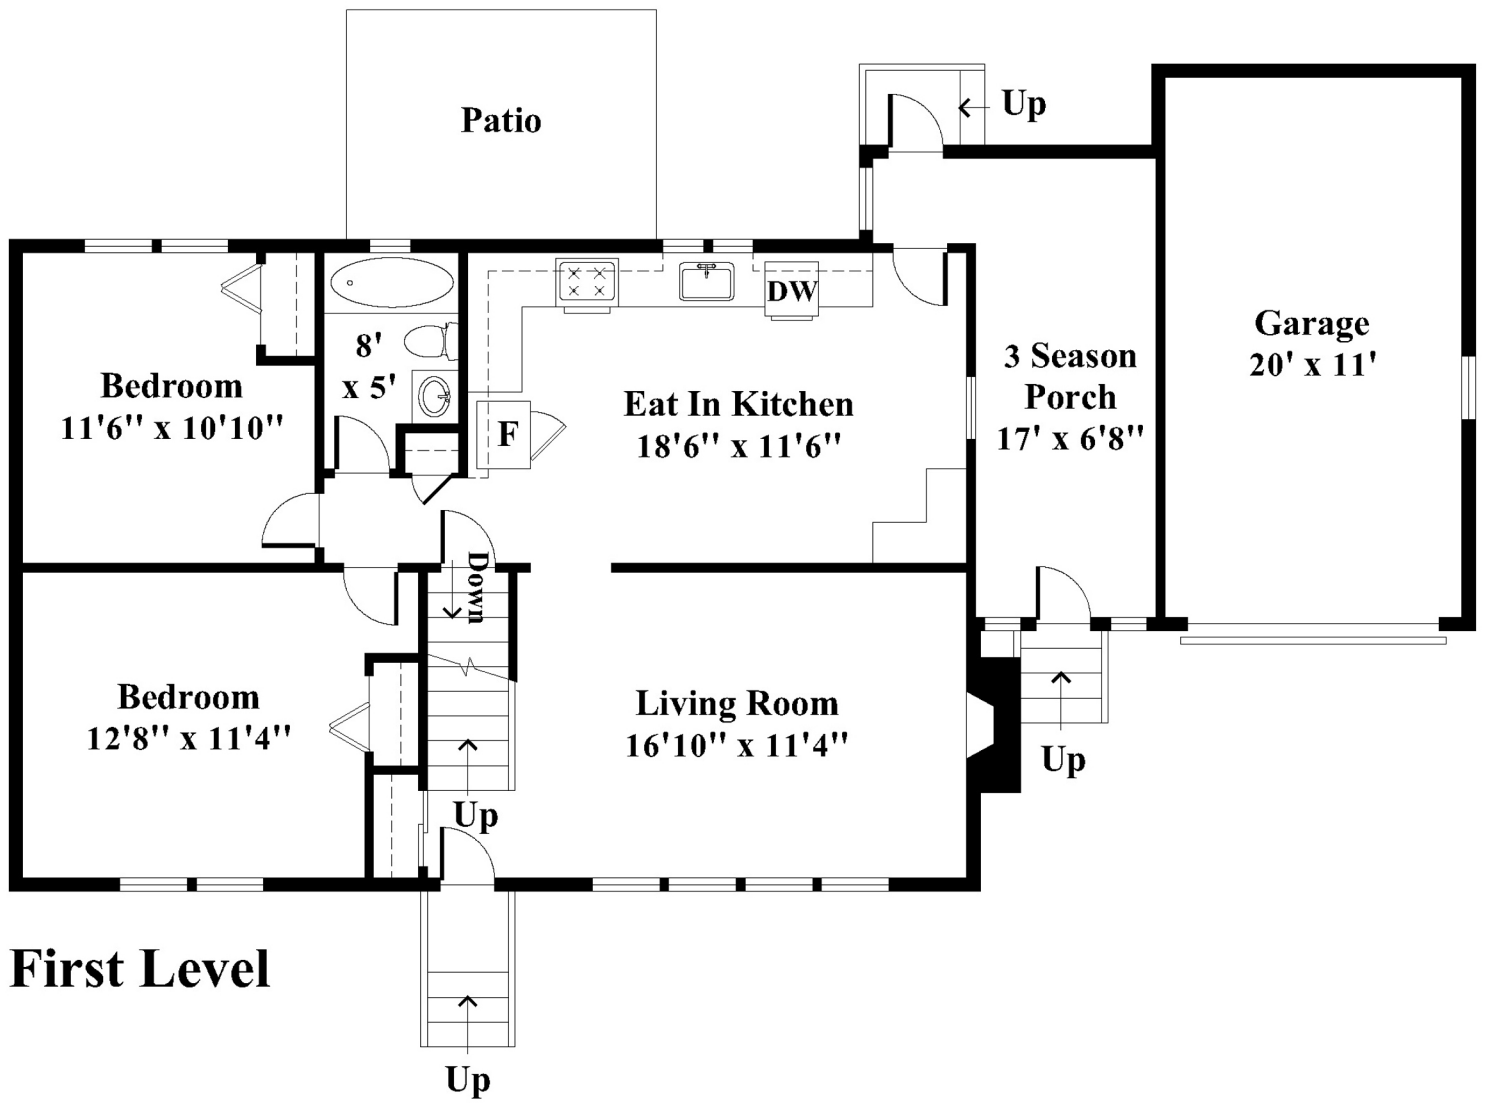 Patio
Up
Garage
20' x 11'
3 Season
Porch
17' x 6'8"
DW
8'
x 5'
Bedroom
11'6" x 10'10"
Eat In Kitchen
18'6" x 11'6"
F
Down
Bedroom
12'8" x 11'4"
Living Room
16'10" x 11'4"
Up
Up
First Level
Up